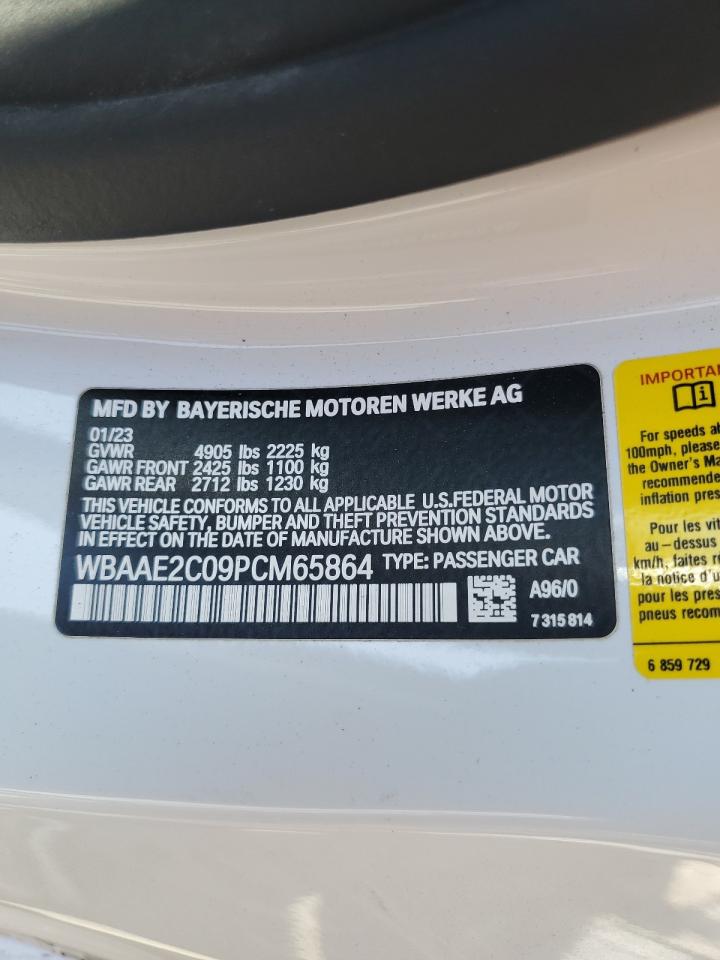 MFD BY BAYERISCHE MOTOREN WERKE AG
01/23
GVWR 4905 lbs 2225 kg
GAWR FRONT 2425 lbs 1100 kg
GAWR REAR 2712 lbs 1230 kg
THIS VEHICLE CONFORMS TO ALL APPLICABLE U.S.FEDERAL MOTOR
VEHICLE SAFETY, BUMPER AND THEFT PREVENTION STANDARDS
IN EFFECT ON THE DATE OF MANUFACTURE SHOWN ABOVE.
WBAAE2C09PCM65864 TYPE: PASSENGER CAR
A96/0
7 315 814
IMPORTA
For speeds
100mph, please
the Owner's Ma
recommende
inflation pres
Pour les vit
au-dessus
km/h, faites
la notice d'u
pour les pres
pneus recom
6 859 729